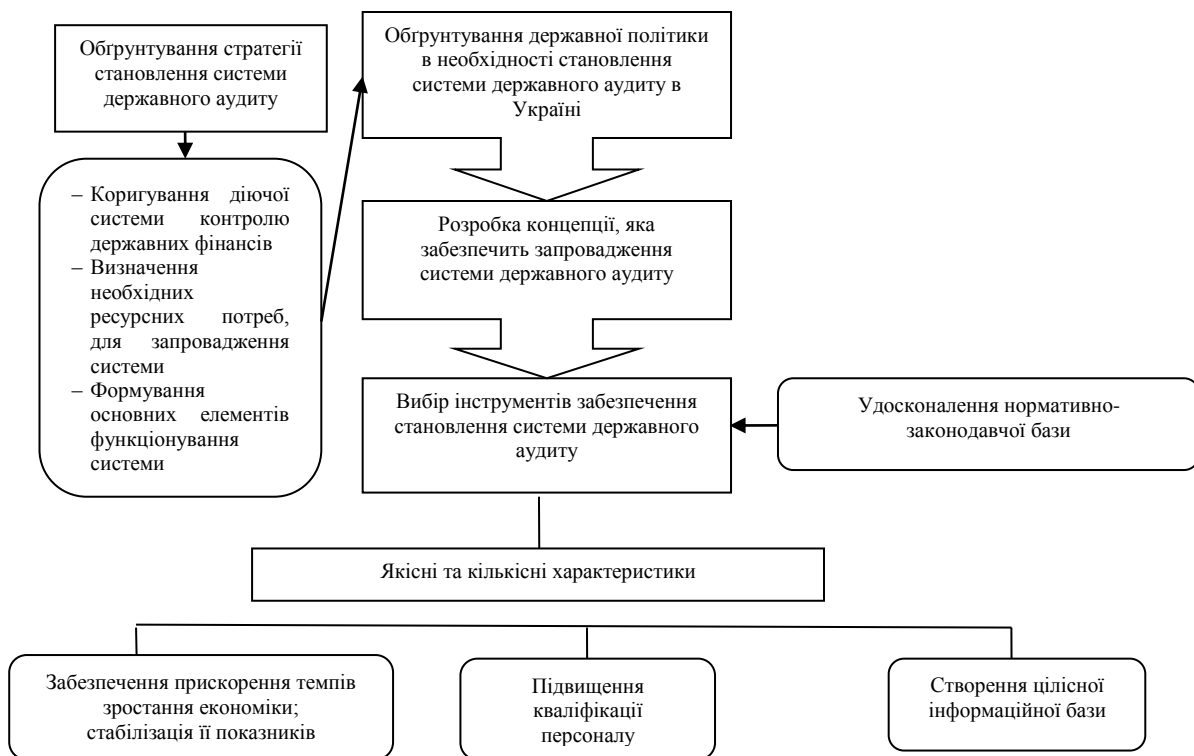 Обґрунтування стратегії
становлення системи
державного аудиту
Обґрунтування державної політики
в необхідності становлення
системи державного аудиту в
Україні
– Коригування діючої
системи контролю
державних фінансів
– Визначення
необхідних
ресурсних потреб,
для запровадження
системи
– Формування
основних елементів
функціонування
системи
Розробка концепції, яка
забезпечить запровадження
системи державного аудиту
Вибір інструментів забезпечення
становлення системи державного
аудиту
Удосконалення нормативно-
законодавчої бази
Якісні та кількісні характеристики
Забезпечення прискорення темпів
зростання економіки;
стабілізація її показників
Підвищення
кваліфікації
персоналу
Створення цілісної
інформаційної бази